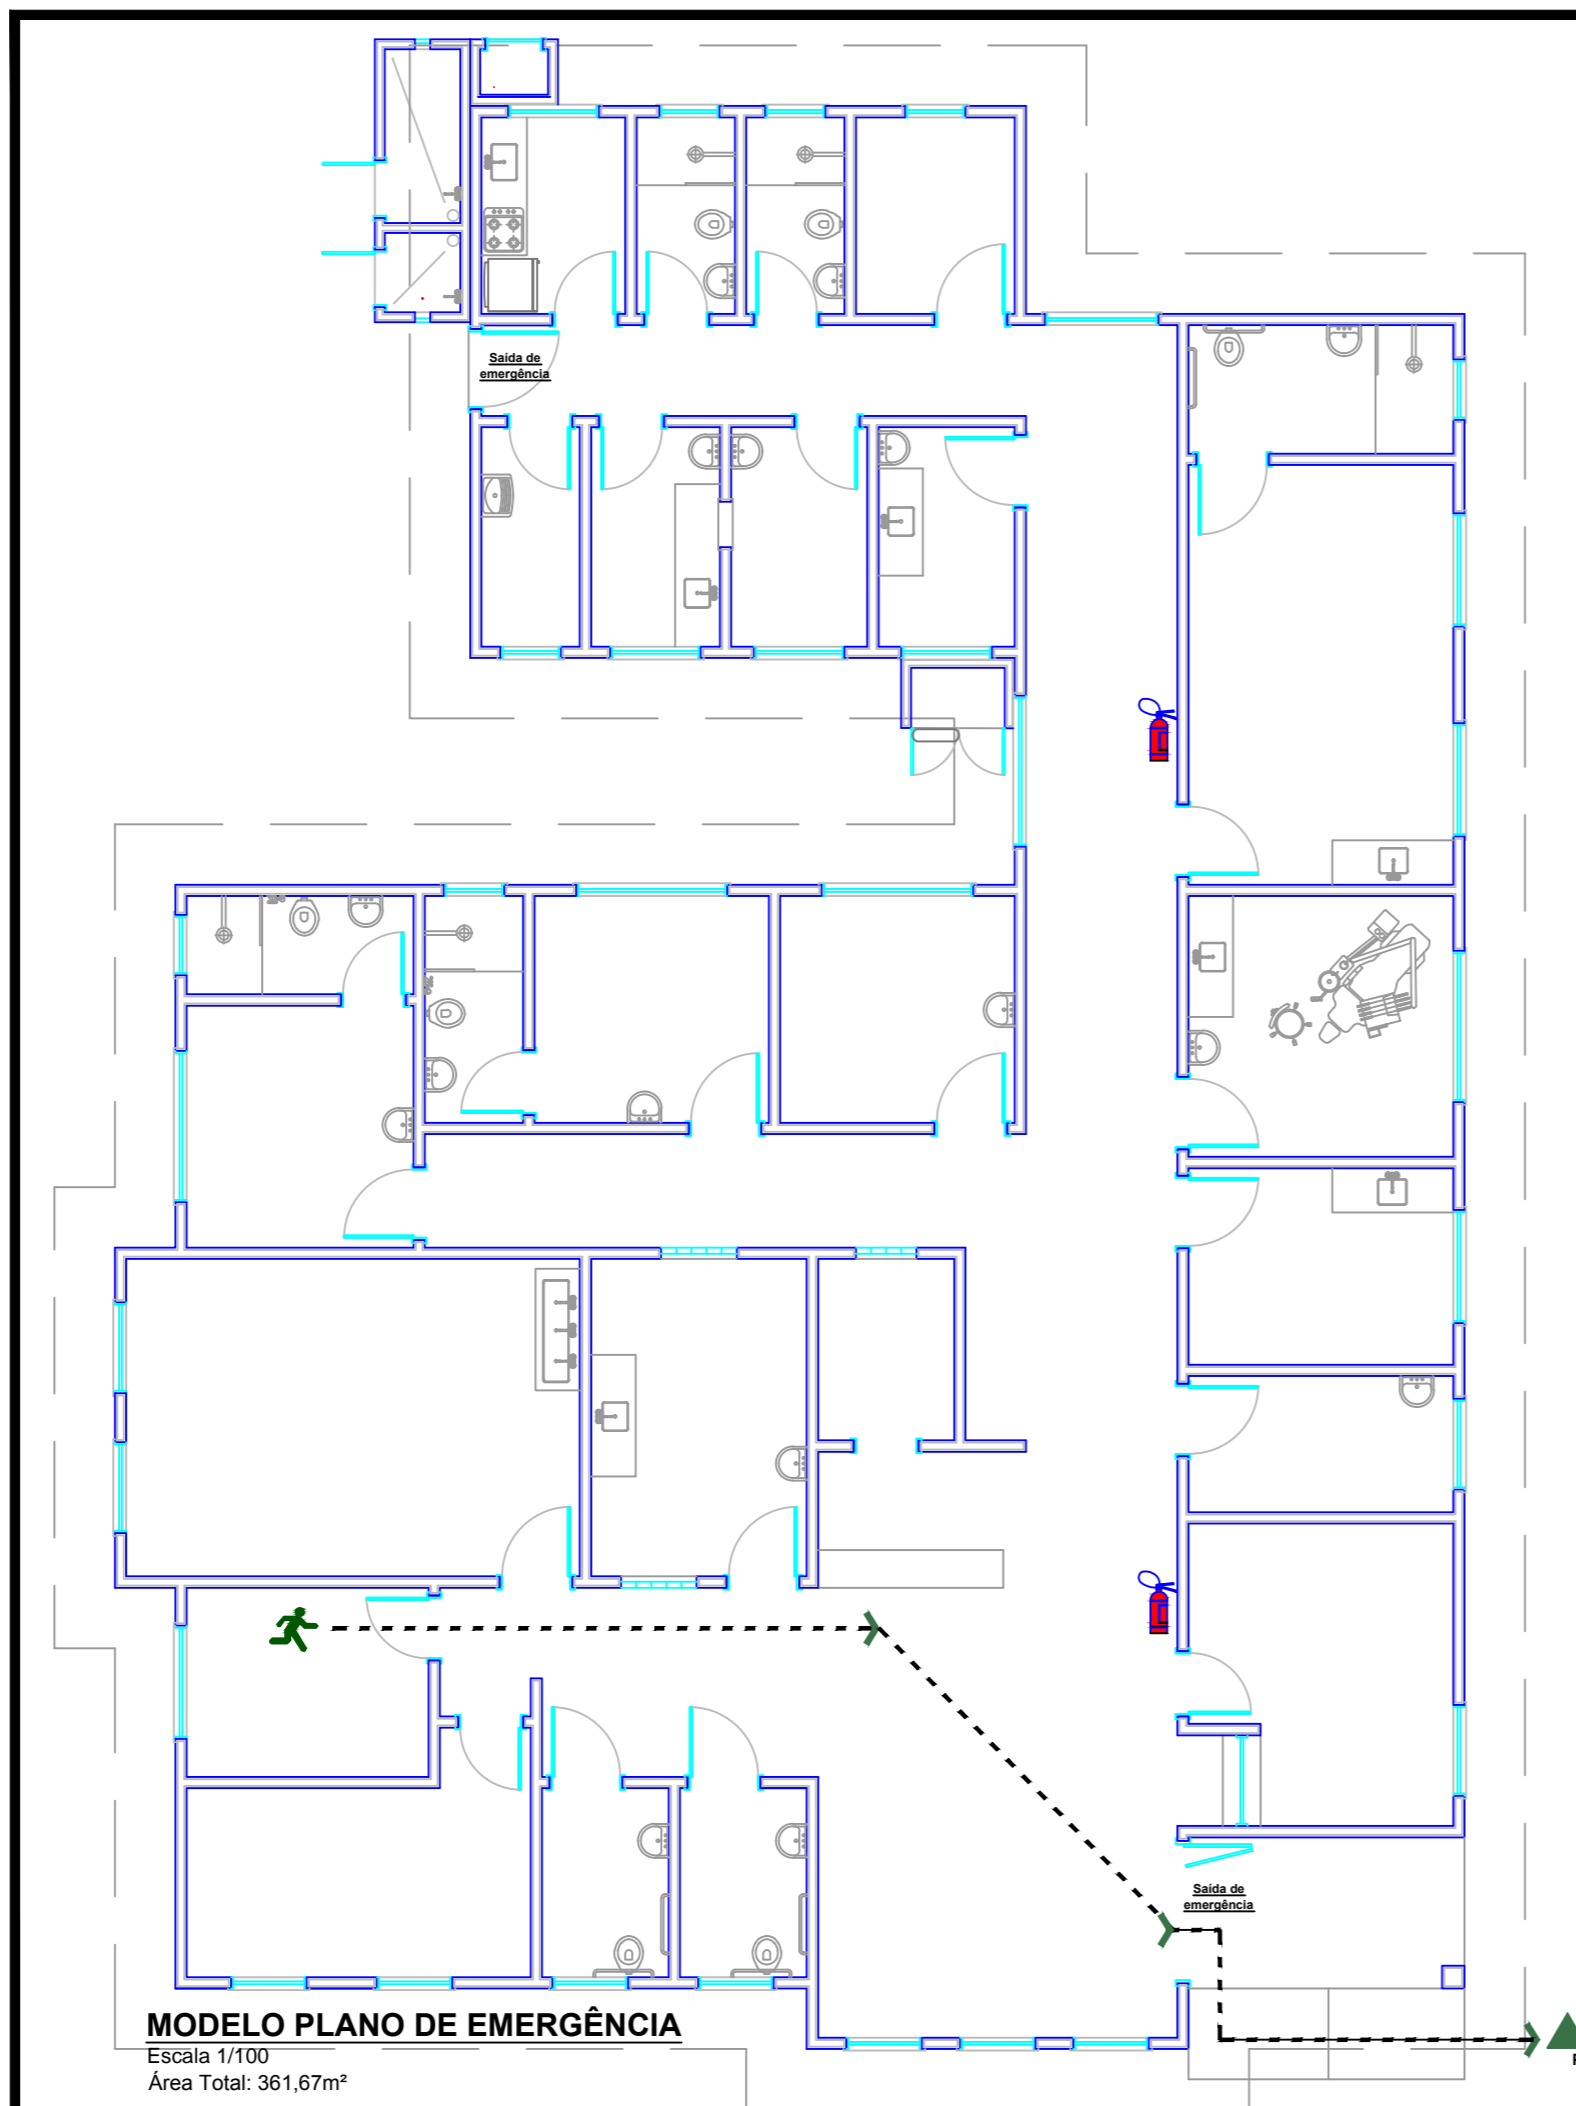 Saída de
emergência
Saída de
emergência
MODELO PLANO DE EMERGÊNCIA
Escala 1/100
Área Total: 361,67m²